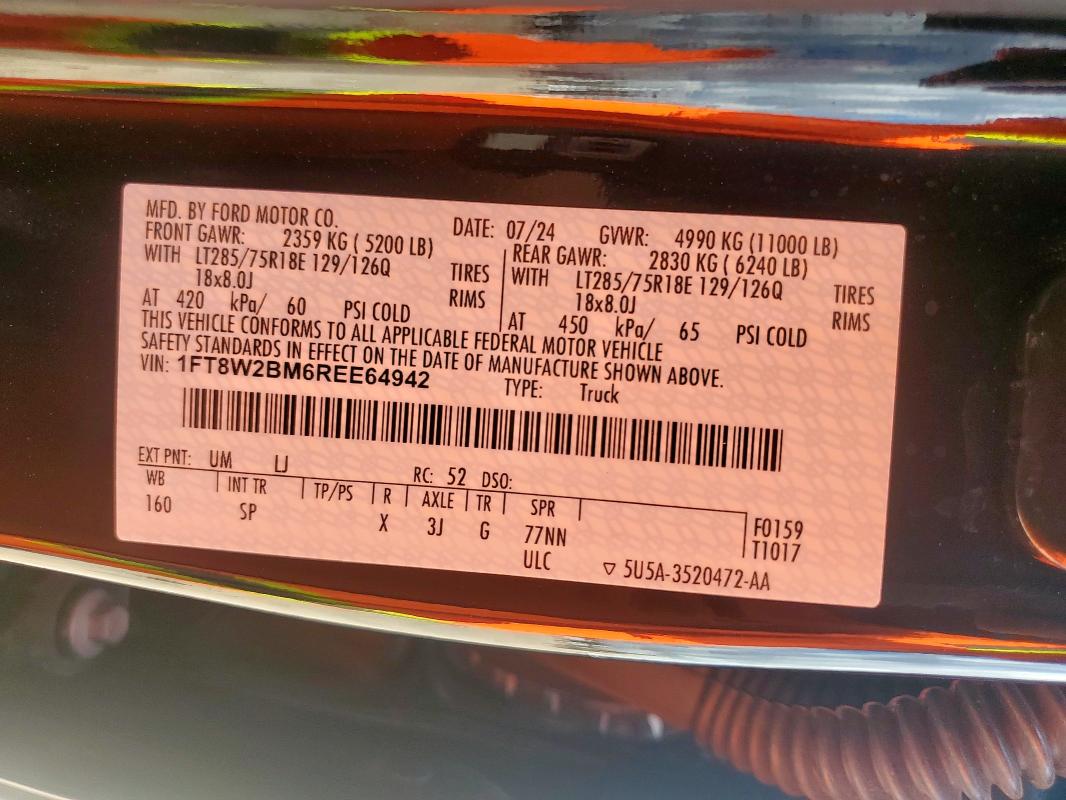 MFD. BY FORD MOTOR CO. DATE: 07/24 GVWR: 4990 KG (11000 LB)
FRONT GAWR: 2359 KG ( 5200 LB) REAR GAWR: 2830 KG ( 6240 LB)
WITH LT285/75R18E 129/126Q TIRES WITH LT285/75R18E 129/126Q TIRES
18x8.0J RIMS 18x8.0J RIMS
AT 420 kPa/ 60 PSI COLD AT 450 kPa/ 65 PSI COLD
THIS VEHICLE CONFORMS TO ALL APPLICABLE FEDERAL MOTOR VEHICLE
SAFETY STANDARDS IN EFFECT ON THE DATE OF MANUFACTURE SHOWN ABOVE.
VIN: 1FT8W2BM6REE64942 TYPE: Truck
EXT PNT: UM LJ RC: 52 DSO:
WB INT TR TP/PS R AXLE TR SPR F0159
160 SP X 3J G 77NN T1017
ULC ▽ 5U5A-3520472-AA